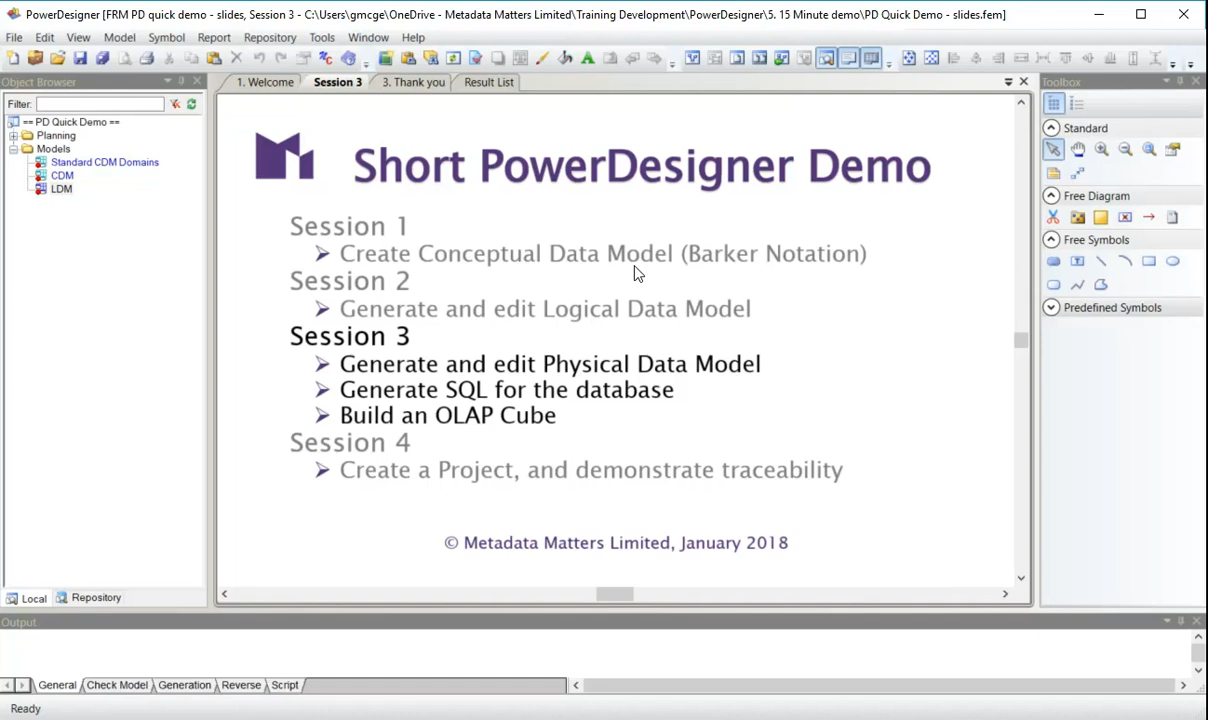 PowerDesigner [FRM PD quick demo - slides, Session 3 - C:\Users\gmcge\OneDrive - Metadata Matters Limited\Training Development\PowerDesigner\5. 15 Minute demo\PD Quick Demo - slides.fem]
File Edit View Model Symbol Report Repository Tools Window Help
Object Browser
Filter:
== PD Quick Demo ==
Planning
Models
Standard CDM Domains
CDM
LDM
Local Repository
1. Welcome Session 3 3. Thank you Result List
Short PowerDesigner Demo
Session 1
Create Conceptual Data Model (Barker Notation)
Session 2
Generate and edit Logical Data Model
Session 3
Generate and edit Physical Data Model
Generate SQL for the database
Build an OLAP Cube
Session 4
Create a Project, and demonstrate traceability
© Metadata Matters Limited, January 2018
Toolbox
Standard
Free Diagram
Free Symbols
Predefined Symbols
Output
General Check Model Generation Reverse Script
Ready